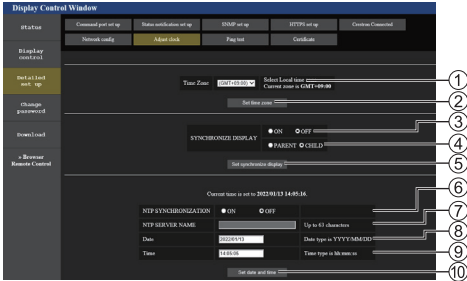 Display Control Window
Status
Display control
Detailed set up
Change password
Download
» Browser Remote Control
Command port set up
Status notification set up
SNMP set up
HTTPS set up
Crestron Connected
Network config
Adjust clock
Ping test
Certificate
Time Zone
(GMT+09:00)
Select Local time
Current zone is GMT+09:00
Set time zone
SYNCHRONIZE DISPLAY
ON OFF
PARENT CHILD
Set synchronize display
Current time is set to 2022/01/13 14:05:16.
NTP SYNCHRONIZATION ON OFF
NTP SERVER NAME Up to 63 characters
Date 2022/01/13 Date type is YYYY/MM/DD
Time 14:05:06 Time type is hh:mm:ss
Set date and time
1
2
3
4
5
6
7
8
9
10